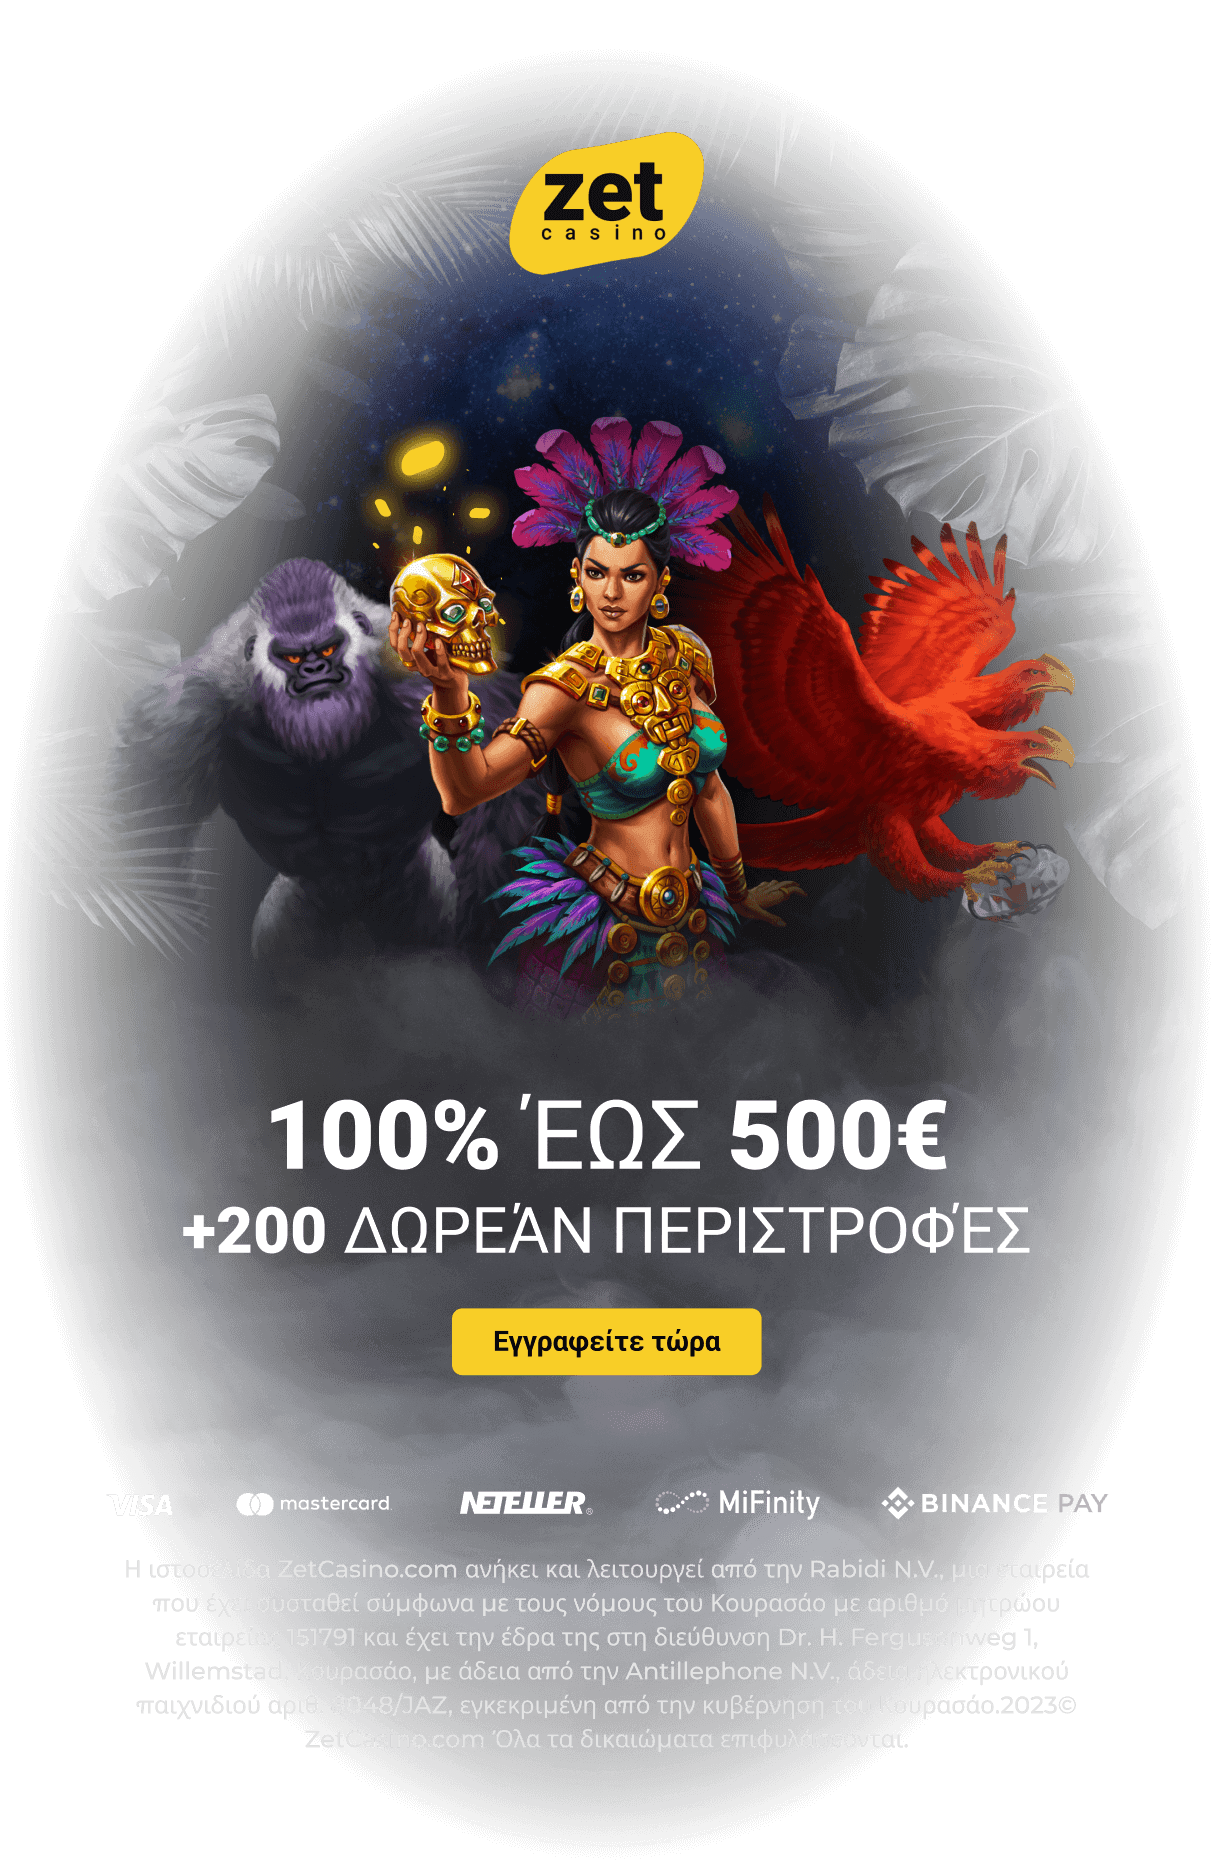 zet
casino
100% ΈΩΣ 500€
+200 ΔΩΡΕΆΝ ΠΕΡΙΣΤΡΟΦΈΣ
Εγγραφείτε τώρα
VISA mastercard NETELLER MiFinity BINANCE PAY
Η ιστοσελίδα ZetCasino.com ανήκει και λειτουργεί από την Rabidi N.V., μια εταιρεία
που έχει συσταθεί σύμφωνα με τους νόμους του Κουρασάο με αριθμό μητρώου
εταιρείας 151791 και έχει την έδρα της στη διεύθυνση Dr. H. Fergusonweg 1,
Willemstad, Κουρασάο, με άδεια από την Antillephone N.V., άδεια ηλεκτρονικού
παιχνιδιού αριθ. 8048/JAZ, εγκεκριμένη από την κυβέρνηση του Κουρασάο.2023©
ZetCasino.com Όλα τα δικαιώματα επιφυλάσσονται.